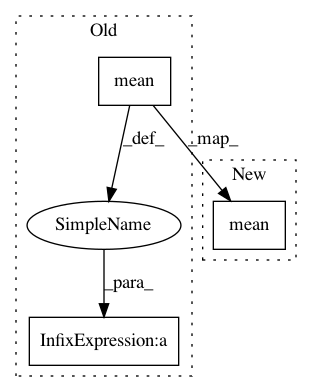 Old
mean
_def_
_map_
New
SimpleName
mean
_para_
InfixExpression:a